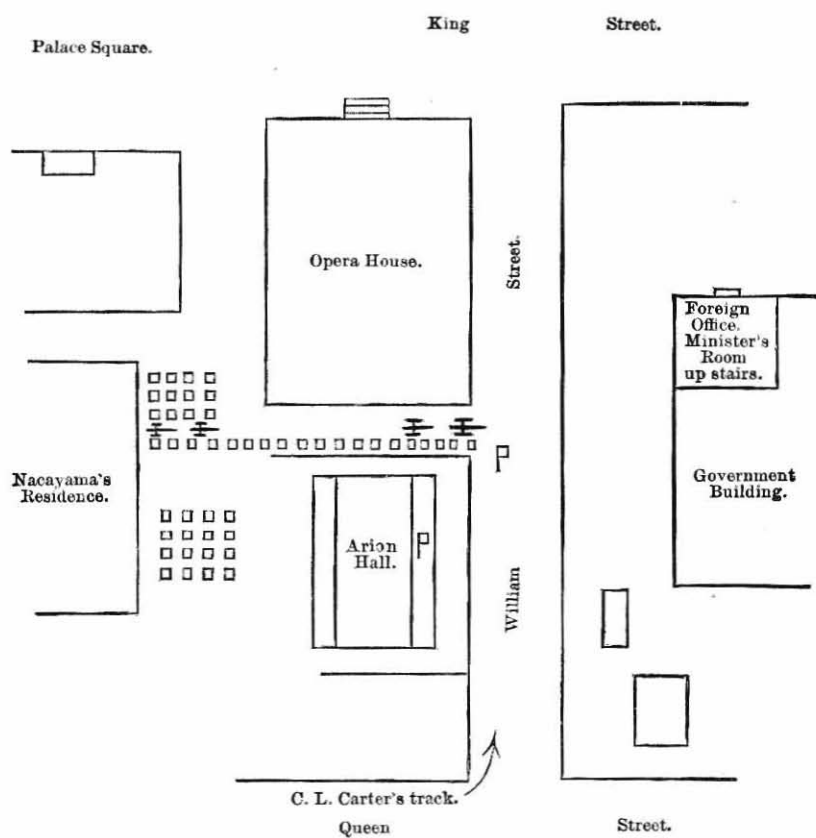 King Street.
Palace Square.
Opera House.
Street.
Foreign
Office.
Minister's
Room
up stairs.
Nacayama's
Residence.
Government
Building.
Arion
Hall.
William
C. L. Carter's track.
Queen Street.